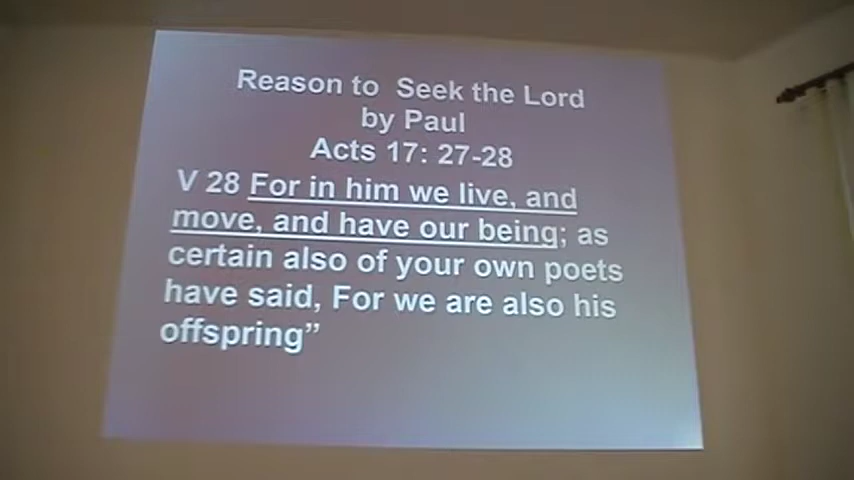 Reason to Seek the Lord
by Paul
Acts 17: 27-28
V 28 For in him we live, and
move, and have our being; as
certain also of your own poets
have said, For we are also his
offspring”